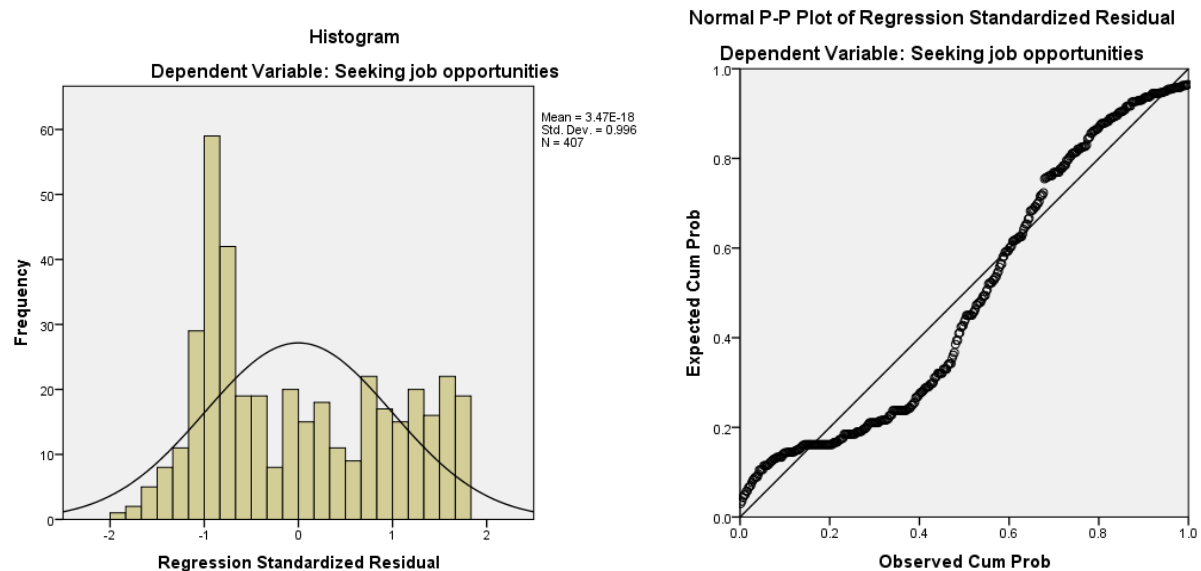 Histogram
Dependent Variable: Seeking job opportunities
Mean = 3.47E-18
Std. Dev. = 0.996
N = 407
60
50
40
30
20
10
0
Frequency
-2
-1
0
1
2
Regression Standardized Residual
Normal P-P Plot of Regression Standardized Residual
Dependent Variable: Seeking job opportunities
1.0
0.8
0.6
0.4
0.2
0.0
Expected Cum Prob
0.0
0.2
0.4
0.6
0.8
1.0
Observed Cum Prob